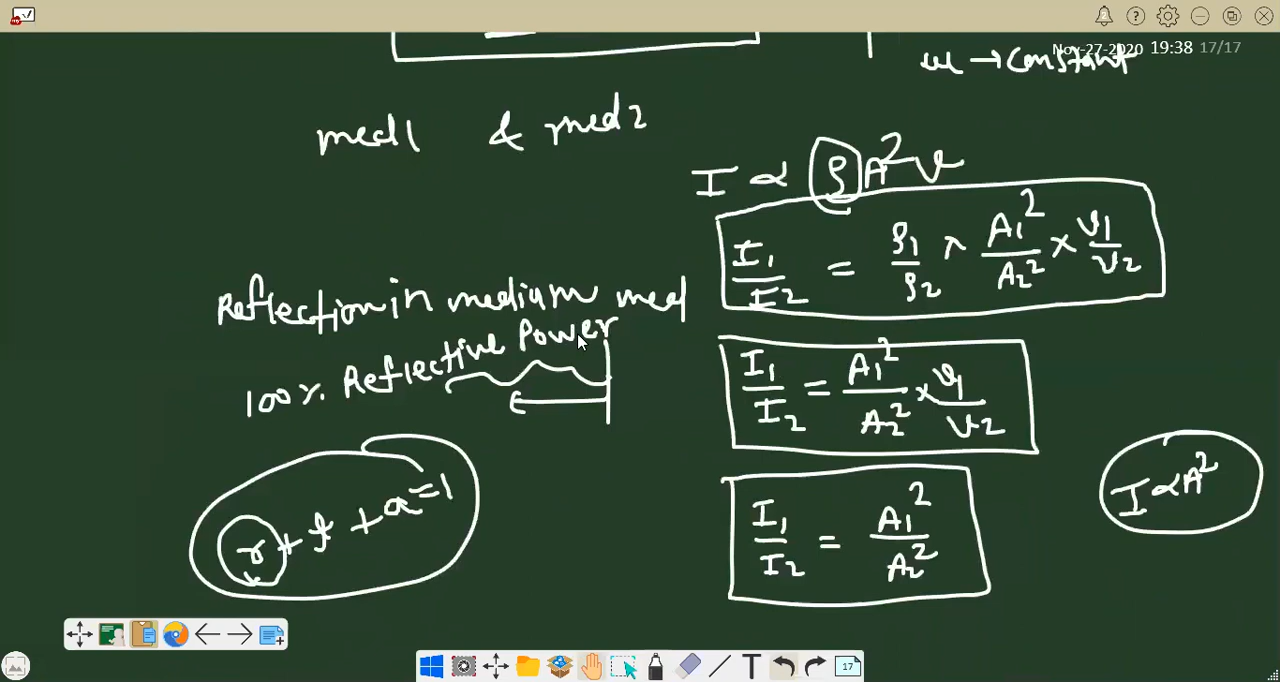 Nov-27-2020 19:38 17/17
ω → Constant
med1 & med2
I ∝ ρA²v
I₁/I₂ = ρ₁/ρ₂ × A₁²/A₂² × v₁/v₂
Reflection in medium med
100% Reflective Power
I₁/I₂ = A₁²/A₂² × v₁/v₂
r + t + a = 1
I₁/I₂ = A₁²/A₂²
I ∝ A²
17